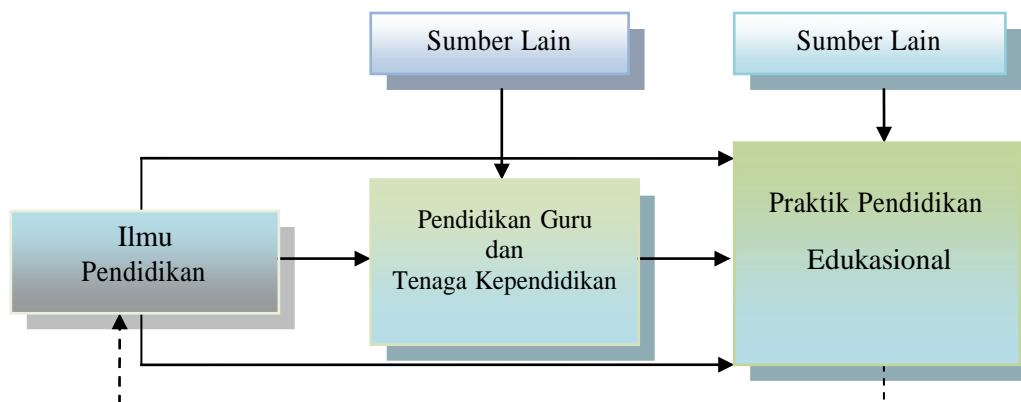 Sumber Lain
Sumber Lain
Ilmu
Pendidikan
Pendidikan Guru
dan
Tenaga Kependidikan
Praktik Pendidikan
Edukasional